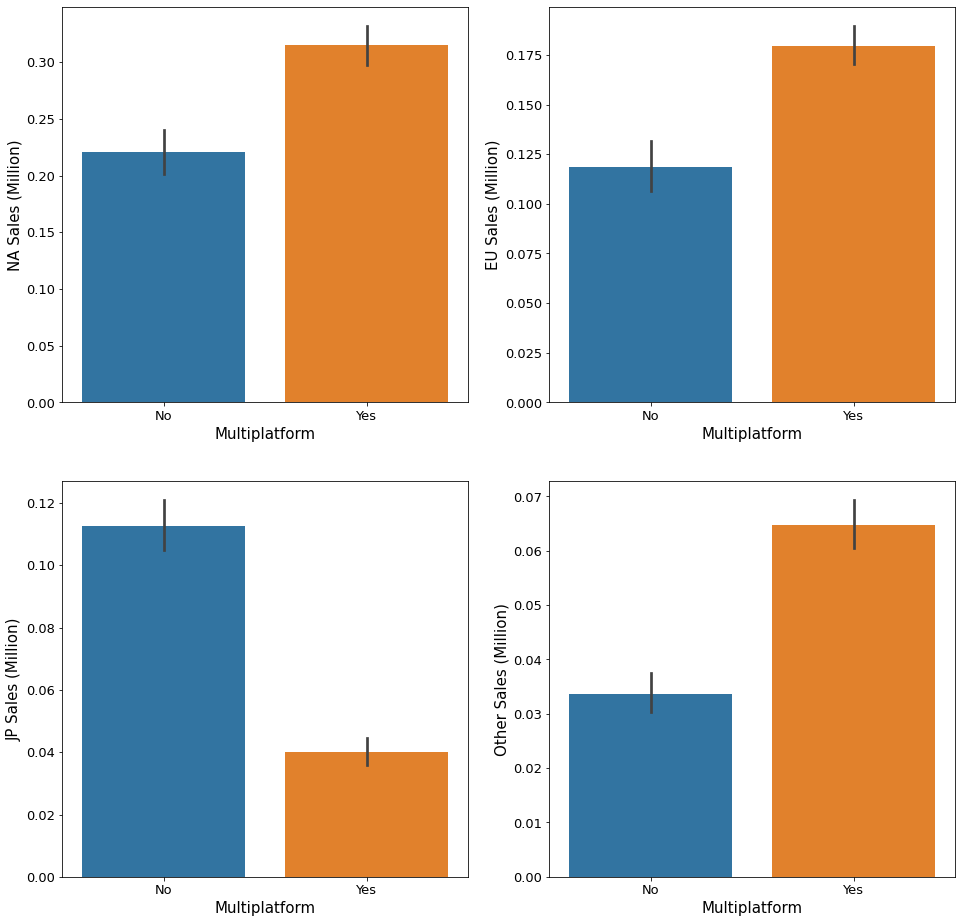 NA Sales (Million)
0.30
0.25
0.20
0.15
0.10
0.05
0.00
No Yes
Multiplatform
EU Sales (Million)
0.175
0.150
0.125
0.100
0.075
0.050
0.025
0.000
No Yes
Multiplatform
JP Sales (Million)
0.12
0.10
0.08
0.06
0.04
0.02
0.00
No Yes
Multiplatform
Other Sales (Million)
0.07
0.06
0.05
0.04
0.03
0.02
0.01
0.00
No Yes
Multiplatform